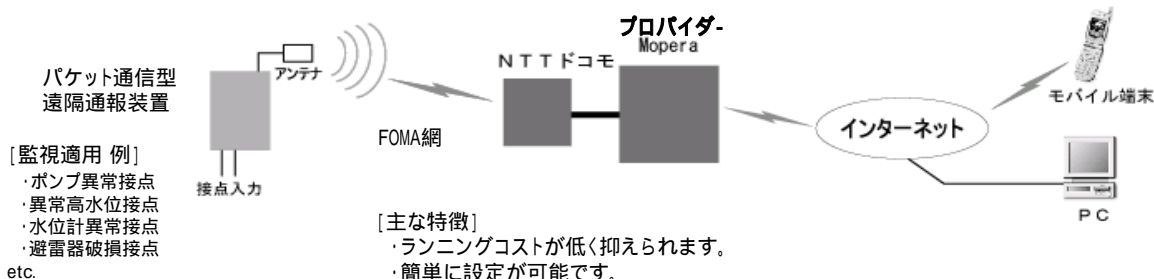 パケット通信型
遠隔通報装置
アンテナ
接点入力
[監視適用 例]
・ポンプ異常接点
・異常高水位接点
・水位計異常接点
・避雷器破損接点
etc.
FOMA網
NTTドコモ
プロバイダ-
Mopera
インターネット
モバイル端末
PC
[主な特徴]
・ランニングコストが低く抑えられます。
・簡単に設定が可能です。